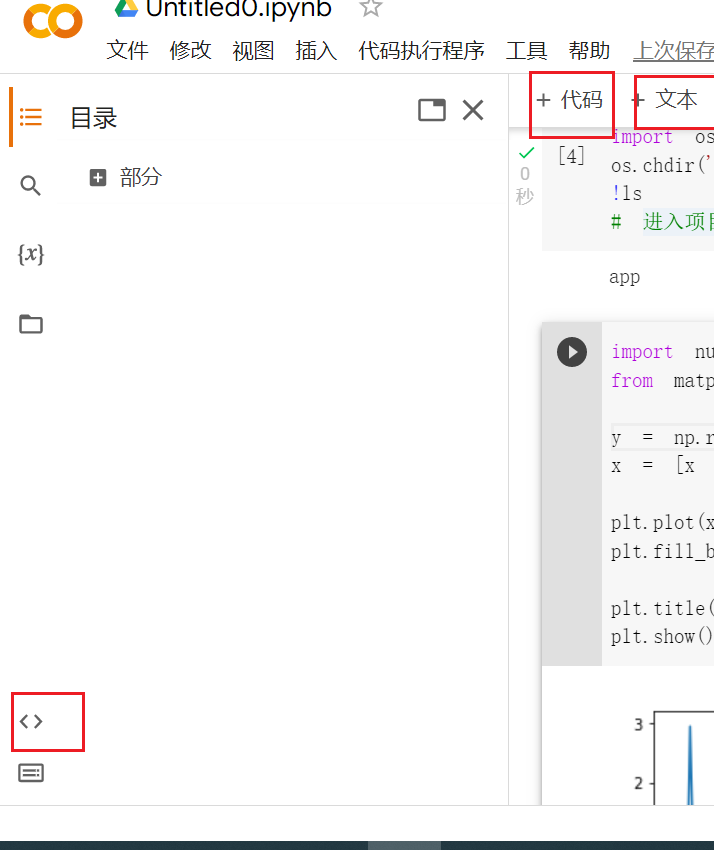 Untitled0.ipynb
文件 修改 视图 插入 代码执行程序 工具 帮助 上次保存
目录
+ 代码 + 文本
部分
{x}
<>
[4]
0
秒
import os
os.chdir('
!ls
# 进入项目
app
import nu
from matp
y = np.r
x = [x
plt.plot(x
plt.fill_b
plt.title(
plt.show()
3
2